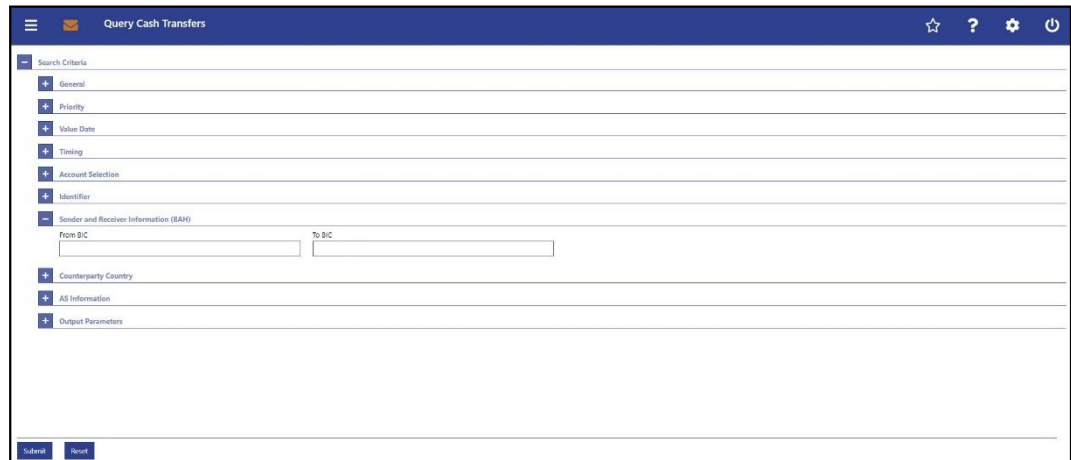 Query Cash Transfers
Search Criteria
General
Priority
Value Date
Timing
Account Selection
Identifier
Sender and Receiver Information (BAH)
From BIC To BIC
Counterparty Country
AS Information
Output Parameters
Submit Reset